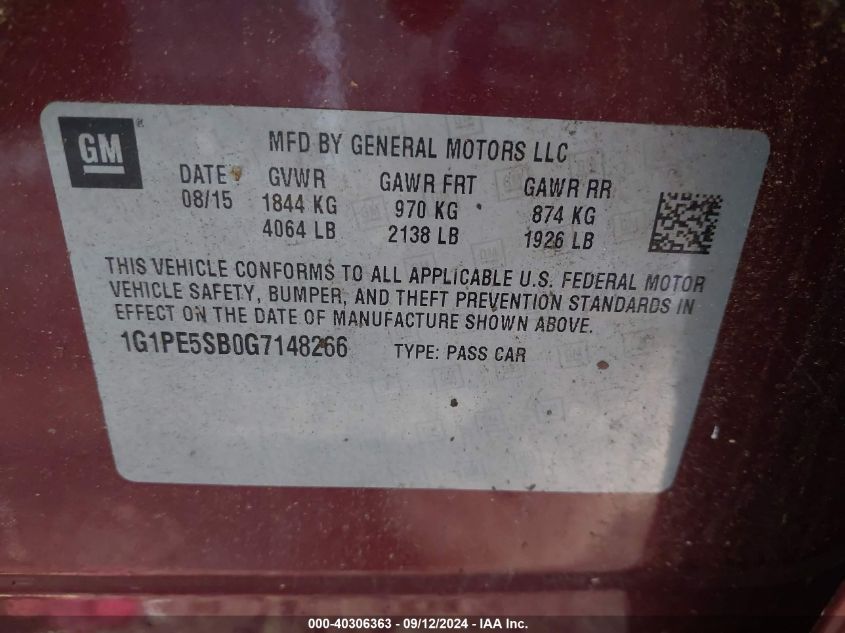 GM
MFD BY GENERAL MOTORS LLC
DATE GVWR GAWR FRT GAWR RR
08/15 1844 KG 970 KG 874 KG
4064 LB 2138 LB 1926 LB
THIS VEHICLE CONFORMS TO ALL APPLICABLE U.S. FEDERAL MOTOR
VEHICLE SAFETY, BUMPER, AND THEFT PREVENTION STANDARDS IN
EFFECT ON THE DATE OF MANUFACTURE SHOWN ABOVE.
1G1PE5SB0G7148266 TYPE: PASS CAR
000-40306363 - 09/12/2024 - IAA Inc.